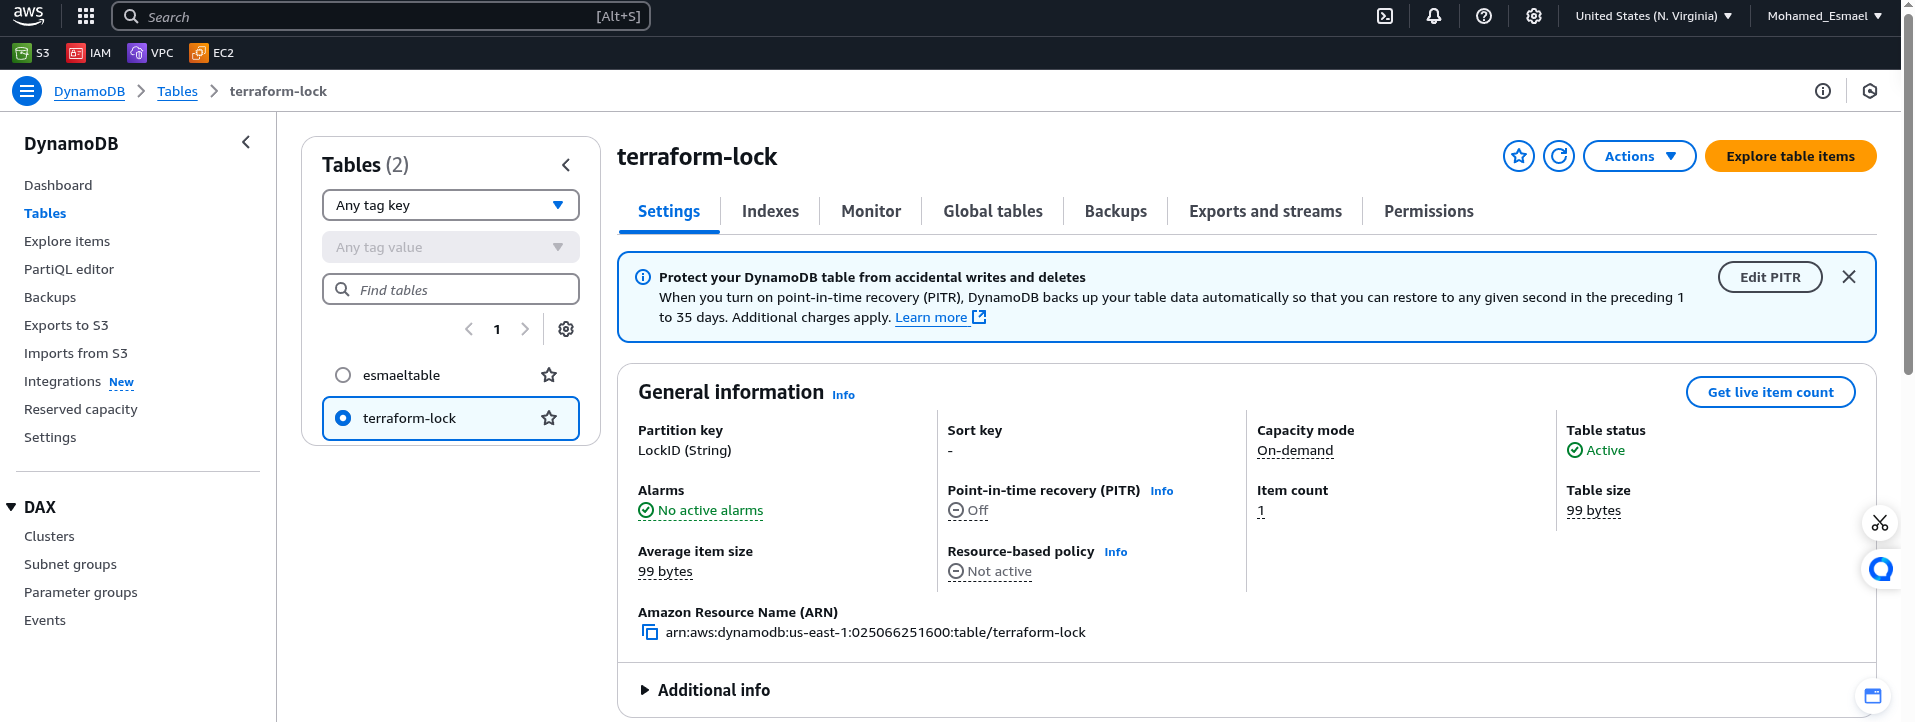 aws
Search [Alt+S]
United States (N. Virginia)
Mohamed_Esmael
S3 IAM VPC EC2
DynamoDB Tables terraform-lock
DynamoDB
Dashboard
Tables
Explore items
PartiQL editor
Backups
Exports to S3
Imports from S3
Integrations New
Reserved capacity
Settings
DAX
Clusters
Subnet groups
Parameter groups
Events
Tables (2)
Any tag key
Any tag value
Find tables
1
esmaeltable
terraform-lock
terraform-lock
Actions
Explore table items
Settings Indexes Monitor Global tables Backups Exports and streams Permissions
Protect your DynamoDB table from accidental writes and deletes
When you turn on point-in-time recovery (PITR), DynamoDB backs up your table data automatically so that you can restore to any given second in the preceding 1
to 35 days. Additional charges apply. Learn more
Edit PITR
General information Info
Get live item count
Partition key
LockID (String)
Sort key
-
Capacity mode
On-demand
Table status
Active
Alarms
No active alarms
Point-in-time recovery (PITR) Info
Off
Item count
1
Table size
99 bytes
Average item size
99 bytes
Resource-based policy Info
Not active
Amazon Resource Name (ARN)
arn:aws:dynamodb:us-east-1:025066251600:table/terraform-lock
Additional info